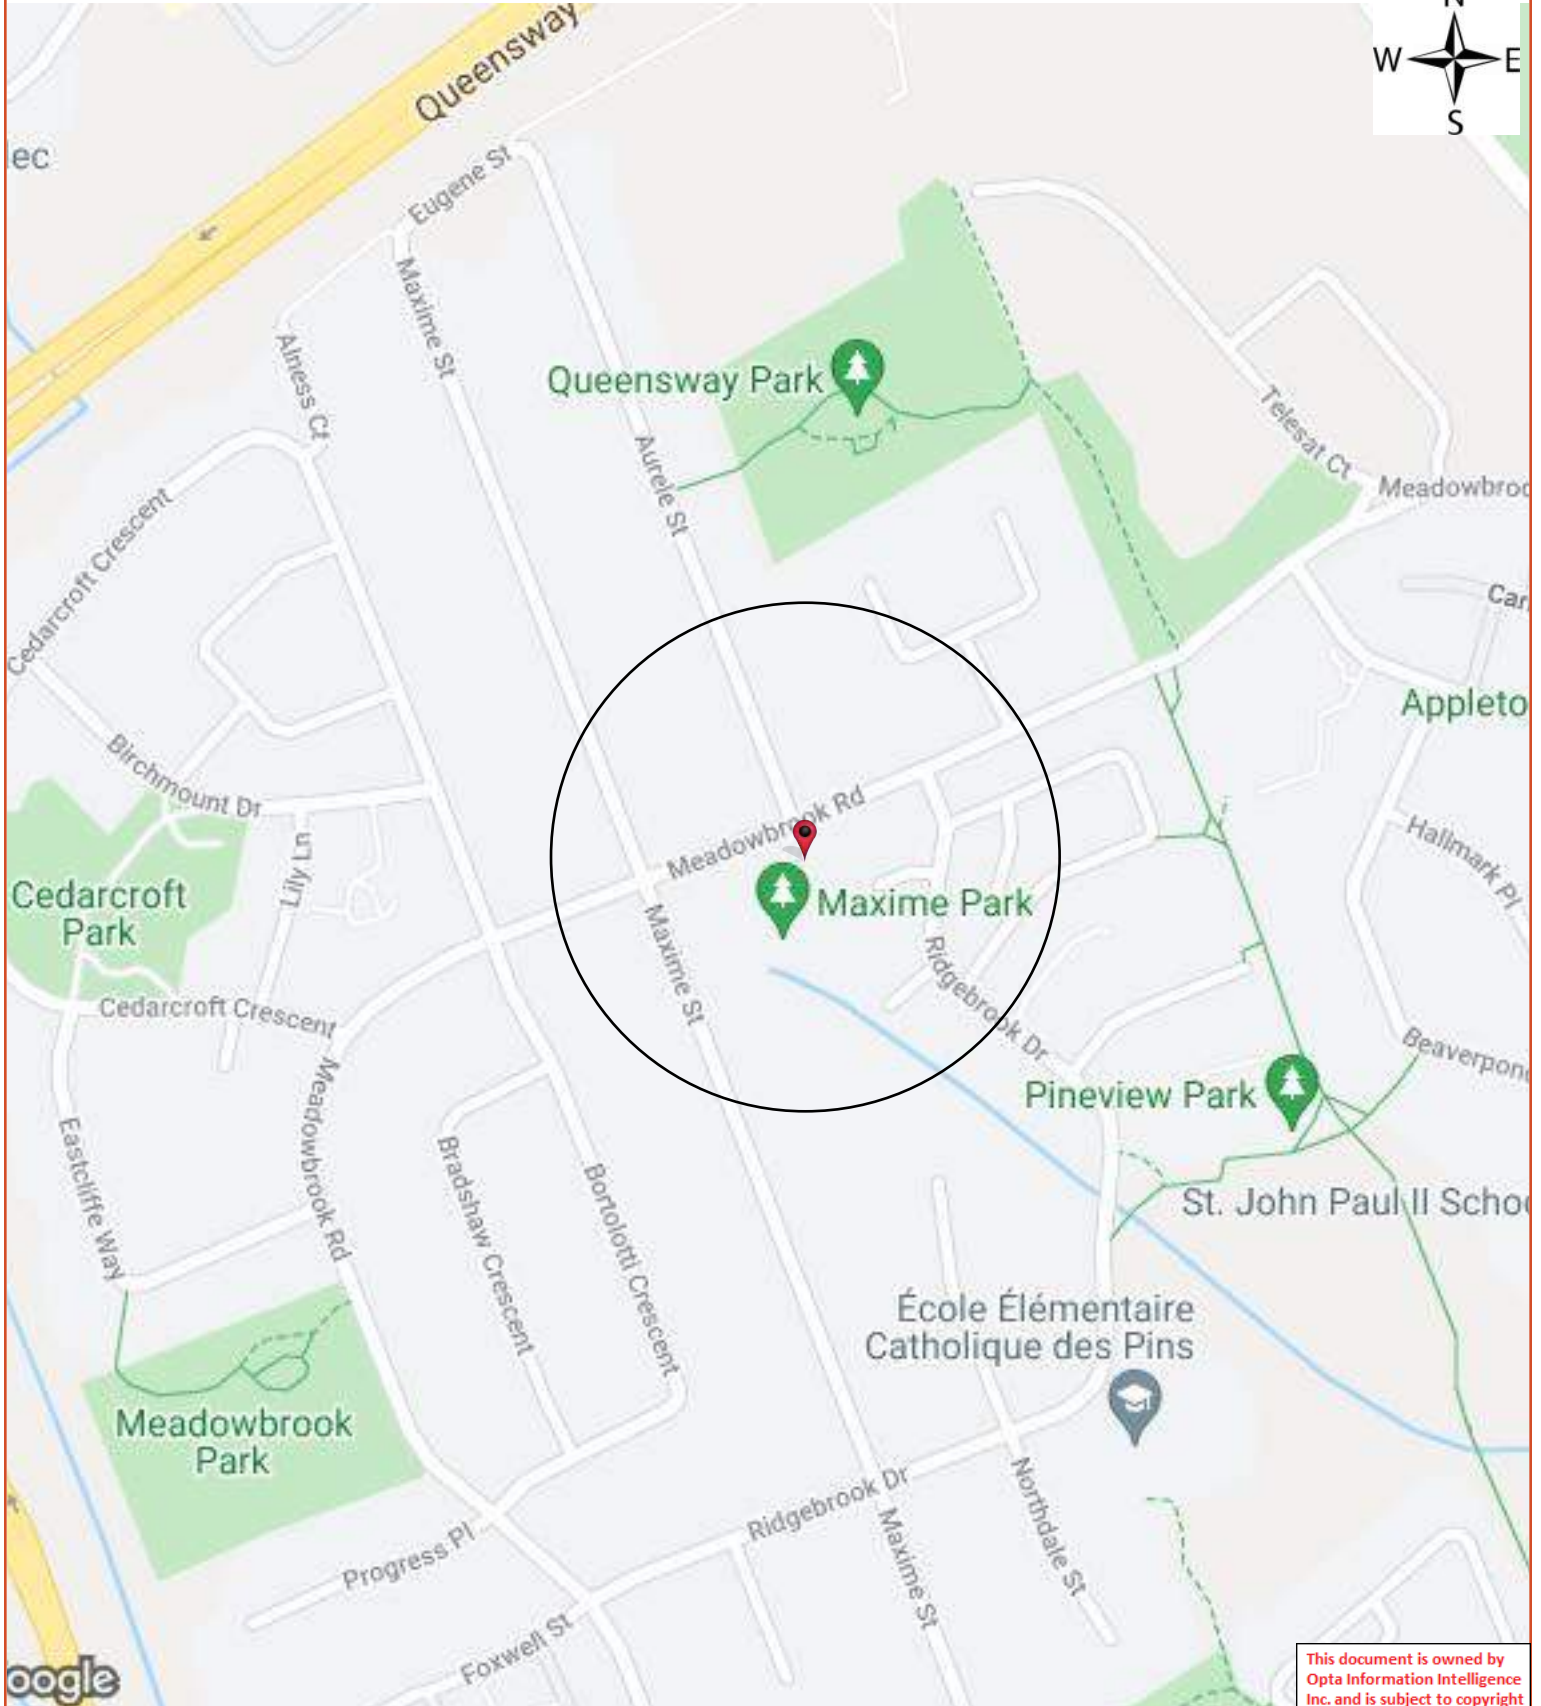 N
W
E
S
Queensway
ec
Eugene St
Maxime St
Alness Ct
Queensway Park
Aurele St
Telesat Ct
Meadowbroo
Cedarcroft Crescent
Car
Appleto
Birchmount Dr
Meadowbrook Rd
Lily Ln
Hallmark Pl
Cedarcroft
Park
Maxime Park
Maxime St
Ridgebrook Dr
Cedarcroft Crescent
Beaverpon
Meadowbrook Rd
Pineview Park
Eastcliffe Way
Bradshaw Crescent
Bortolotti Crescent
St. John Paul II Schoo
École Élémentaire
Catholique des Pins
Meadowbrook
Park
Ridgebrook Dr
Northdale St
Maxime St
Progress Pl
Foxwell St
oogle
This document is owned by
Opta Information Intelligence
Inc. and is subject to copyright